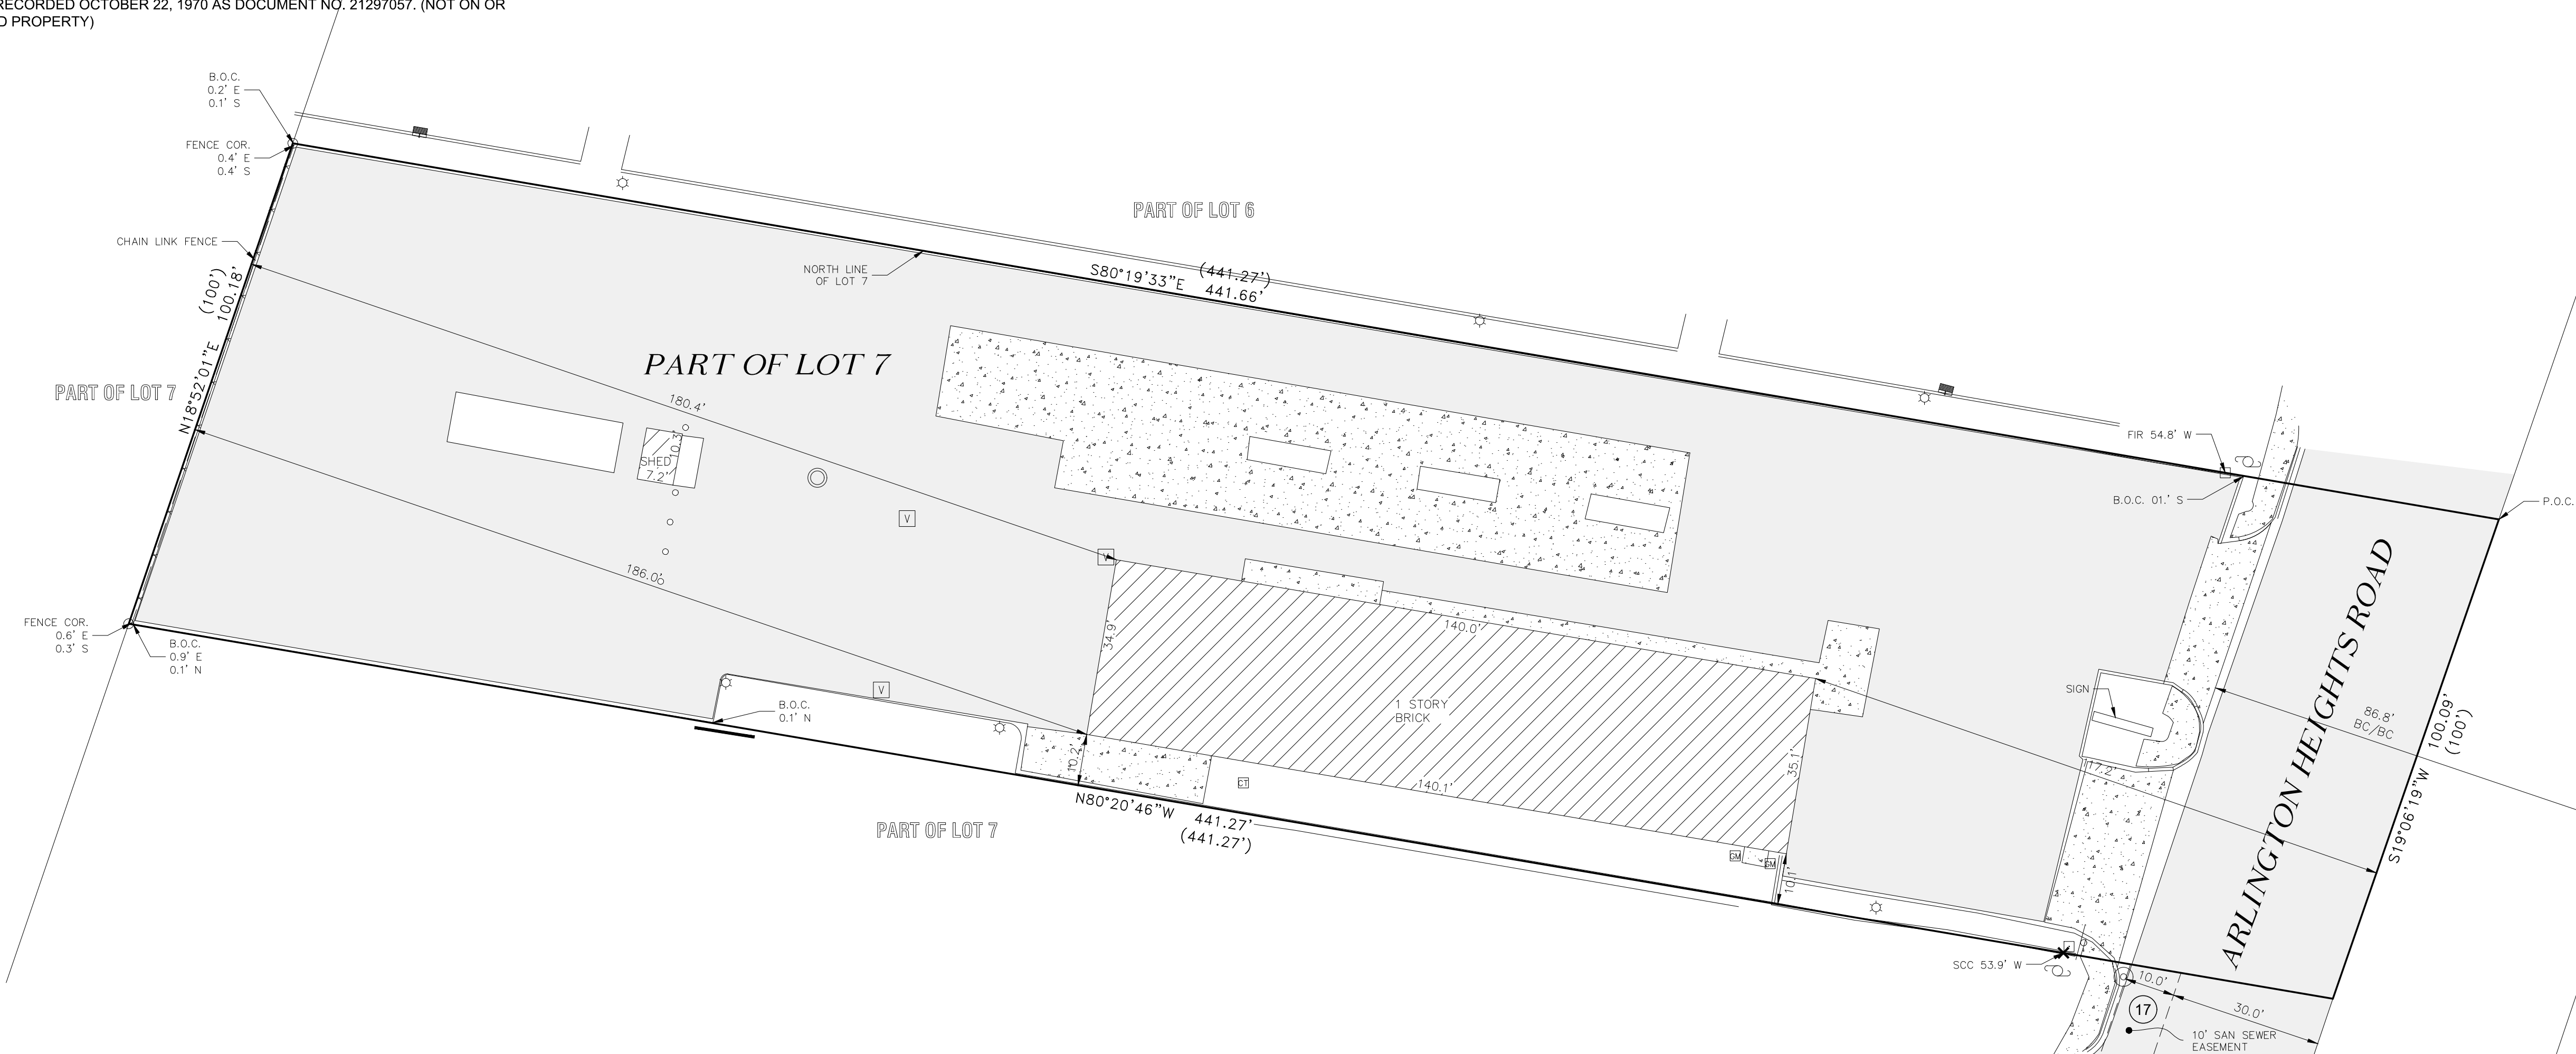 RECORDED OCTOBER 22, 1970 AS DOCUMENT NO. 21297057. (NOT ON OR
D PROPERTY)
B.O.C.
0.2' E
0.1' S
FENCE COR.
0.4' E
0.4' S
CHAIN LINK FENCE
(100')
100.18'
N18°52'01"E
PART OF LOT 7
FENCE COR.
0.6' E
0.3' S
B.O.C.
0.9' E
0.1' N
PART OF LOT 6
NORTH LINE
OF LOT 7
S80°19'33"E
(441.27')
441.66'
PART OF LOT 7
180.4'
SHED
10.3'
7.2'
V
V
186.0'
V
34.9'
140.0'
1 STORY
BRICK
140.1'
35.1'
B.O.C.
0.1' N
10.2'
CT
N80°20'46"W
441.27'
(441.27')
PART OF LOT 7
GM
GM
10.1'
FIR 54.8' W
B.O.C. 01.' S
P.O.C.
SIGN
86.8'
BC/BC
100.09'
(100')
S19°06'19"W
17.2'
ARLINGTON HEIGHTS ROAD
SCC 53.9' W
10.0'
30.0'
17
10' SAN SEWER
EASEMENT